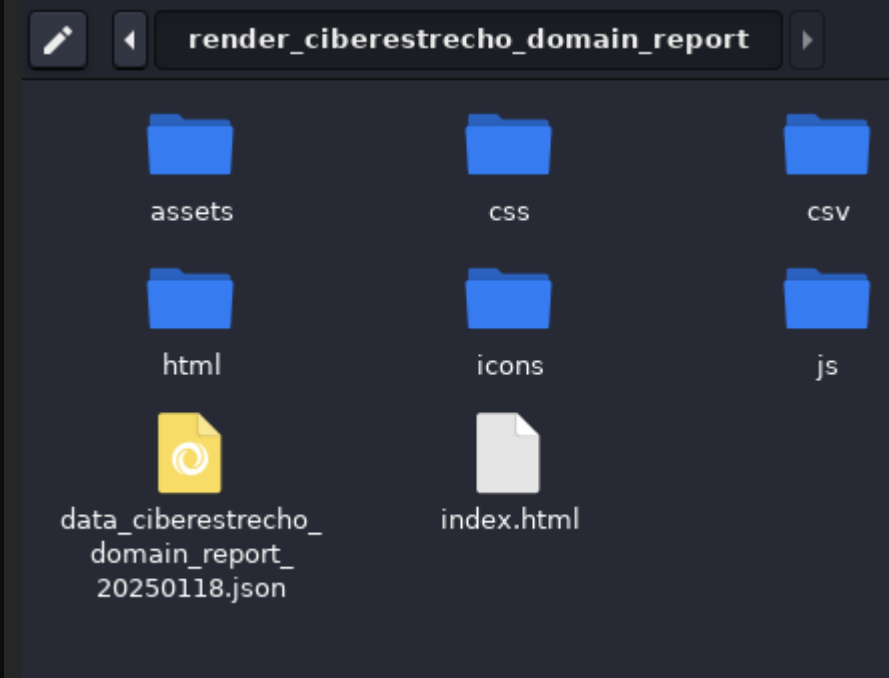 render_ciberestrecho_domain_report
assets
css
csv
html
icons
js
data_ciberestrecho_
domain_report_
20250118.json
index.html